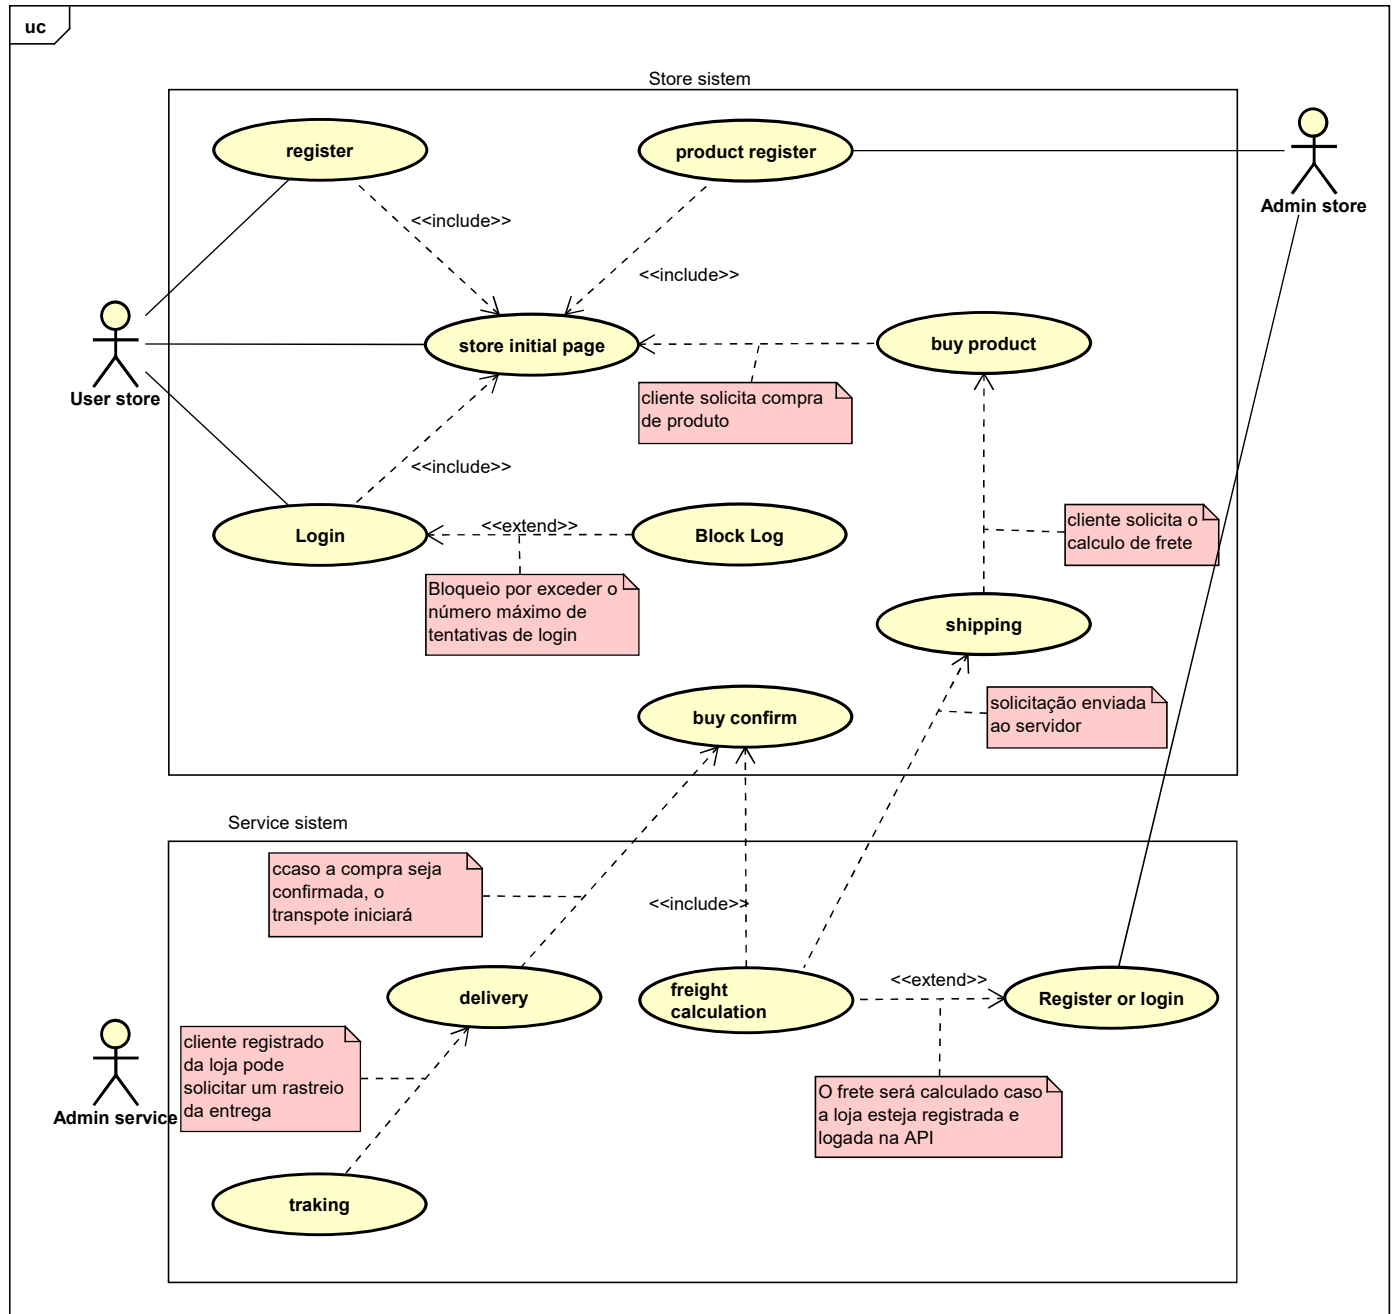 uc
Store sistem
register
product register
Admin store
<<include>>
<<include>>
User store
store initial page
buy product
cliente solicita compra
de produto
<<include>>
Login
<<extend>>
Block Log
cliente solicita o
calculo de frete
Bloqueio por exceder o
número máximo de
tentativas de login
shipping
buy confirm
solicitação enviada
ao servidor
Service sistem
ccaso a compra seja
confirmada, o
transpote iniciará
<<include>>
delivery
freight
calculation
<<extend>>
Register or login
Admin service
cliente registrado
da loja pode
solicitar um rastreio
da entrega
O frete será calculado caso
a loja esteja registrada e
logada na API
traking